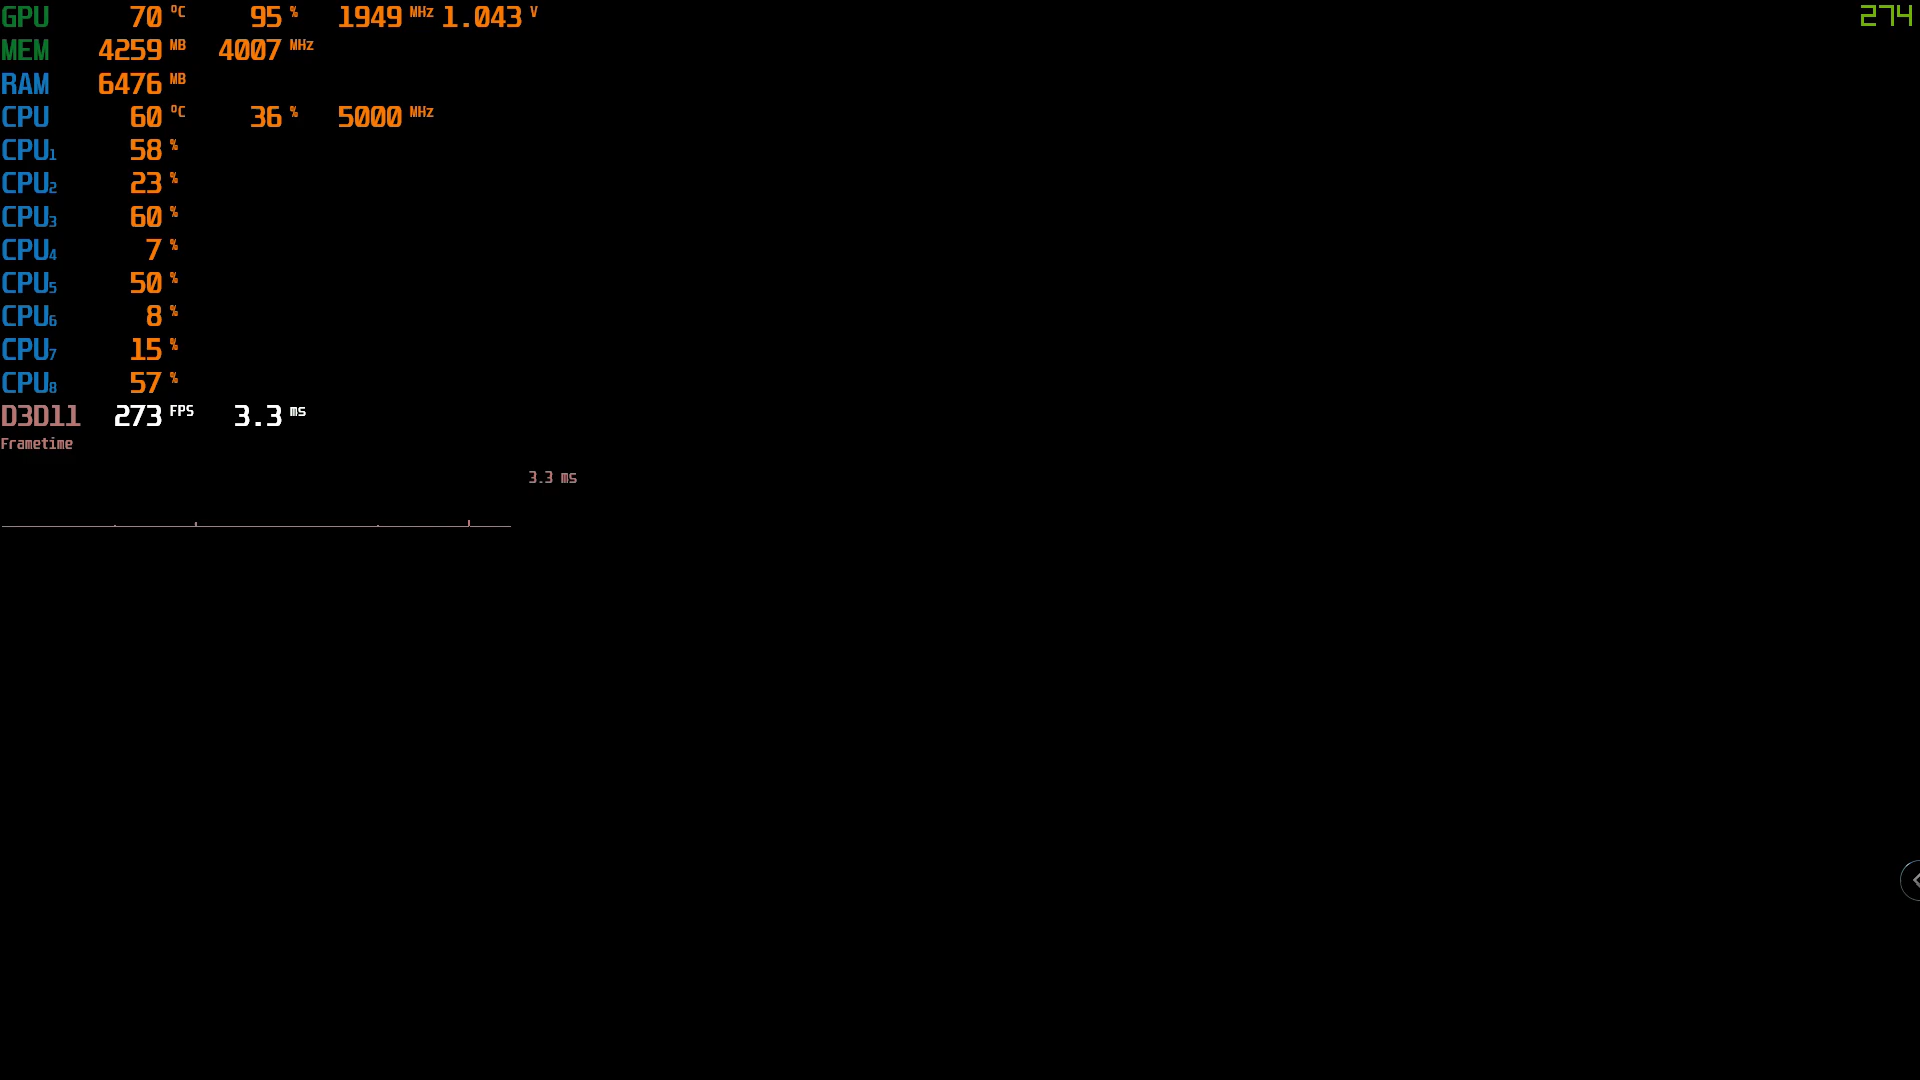 GPU 70 °C 95 % 1949 MHz 1.043 V 274
MEM 4259 MB 4007 MHz
RAM 6476 MB
CPU 60 °C 36 % 5000 MHz
CPU1 58 %
CPU2 23 %
CPU3 60 %
CPU4 7 %
CPU5 50 %
CPU6 8 %
CPU7 15 %
CPU8 57 %
D3D11 273 FPS 3.3 ms
Frametime
3.3 ms